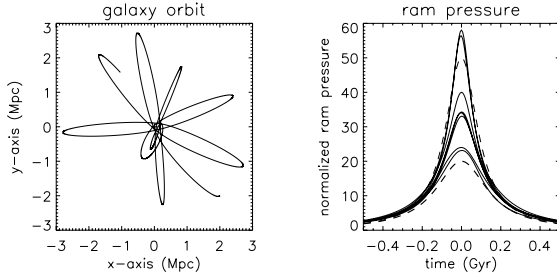 galaxy orbit
3
2
1
0
-1
-2
-3
y-axis (Mpc)
-3 -2 -1 0 1 2 3
x-axis (Mpc)
ram pressure
60
50
40
30
20
10
0
normalized ram pressure
-0.4 -0.2 0.0 0.2 0.4
time (Gyr)